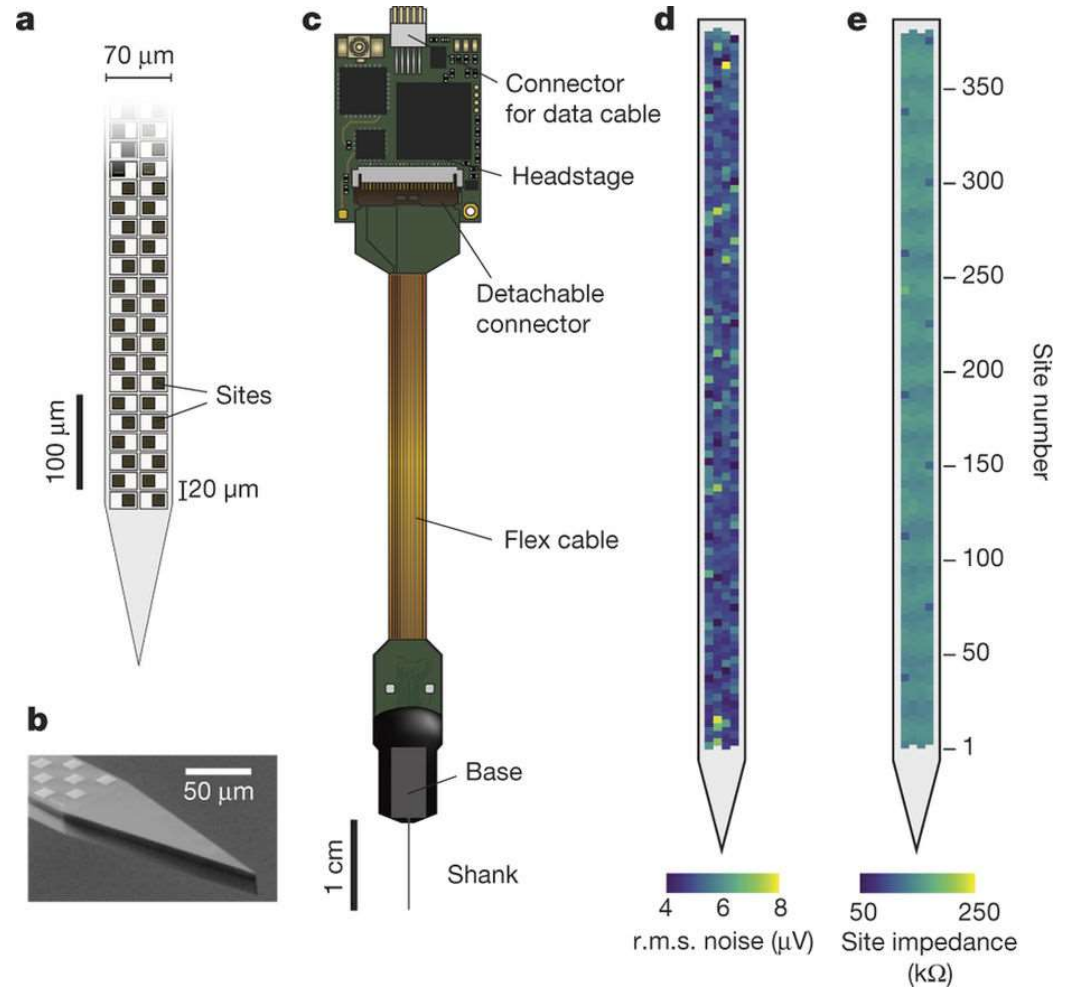 a
70 μm
Sites
100 μm
20 μm
b
50 μm
c
Connector
for data cable
Headstage
Detachable
connector
Flex cable
Base
1 cm
Shank
d
4 6 8
r.m.s. noise (μV)
e
350
300
250
200
150
100
50
1
Site number
50 250
Site impedance
(kΩ)